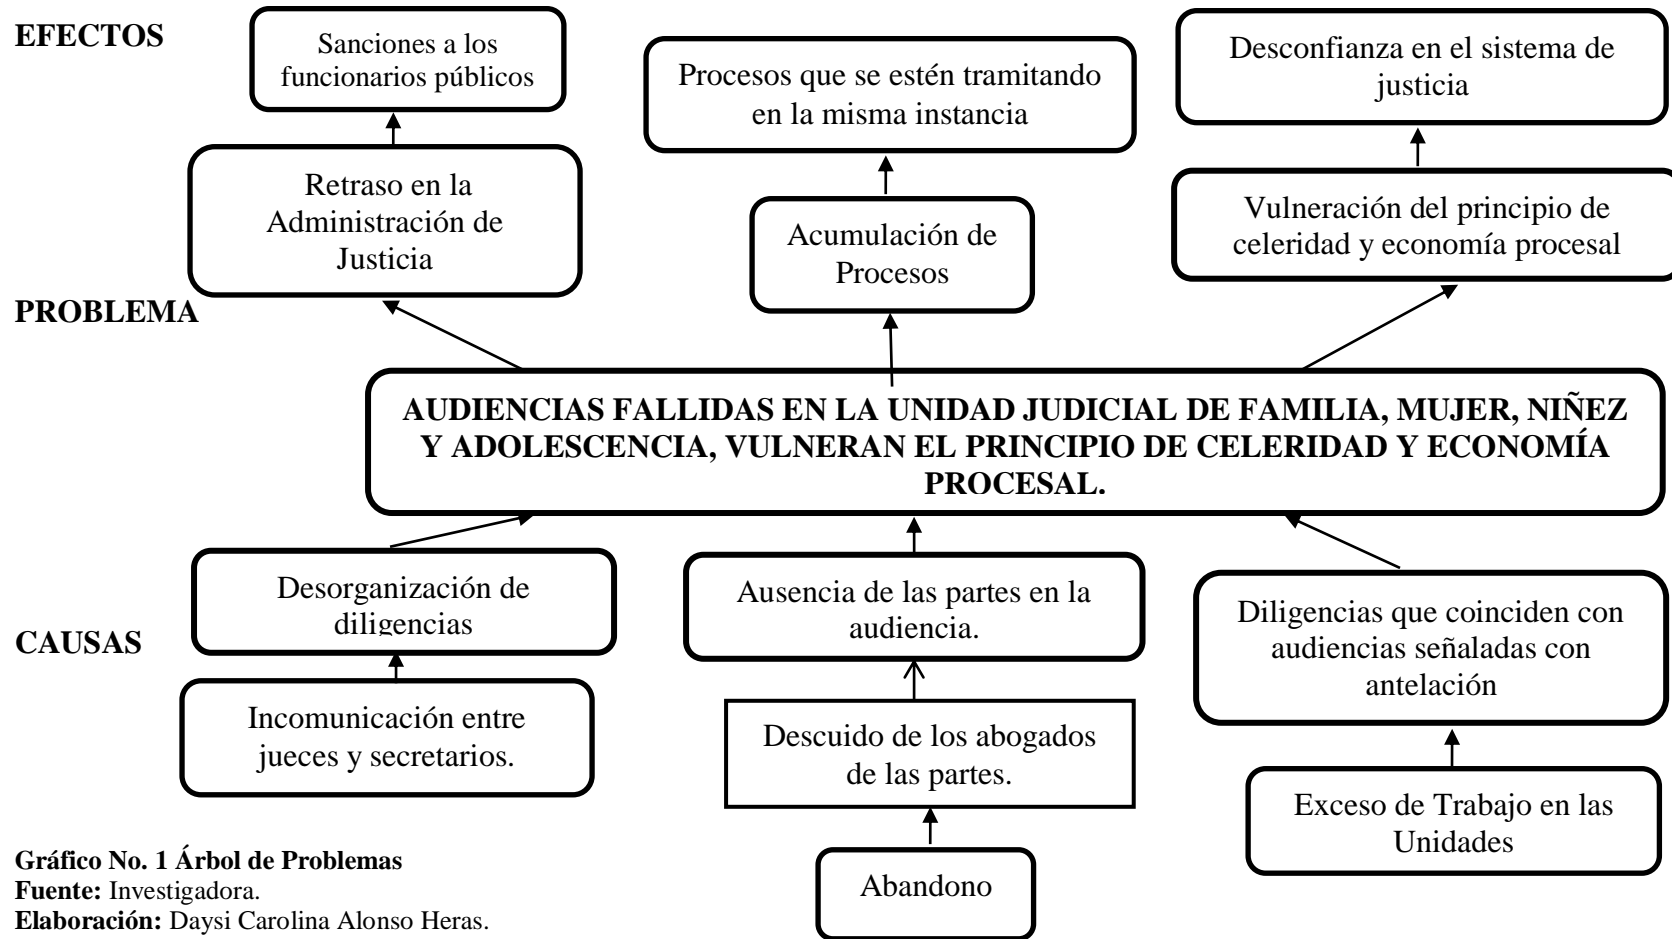 EFECTOS
Sanciones a los
funcionarios públicos
Procesos que se estén tramitando
en la misma instancia
Desconfianza en el sistema de
justicia
Retraso en la
Administración de
Justicia
Acumulación de
Procesos
Vulneración del principio de
celeridad y economía procesal
PROBLEMA
AUDIENCIAS FALLIDAS EN LA UNIDAD JUDICIAL DE FAMILIA, MUJER, NIÑEZ
Y ADOLESCENCIA, VULNERAN EL PRINCIPIO DE CELERIDAD Y ECONOMÍA
PROCESAL.
Desorganización de
diligencias
Ausencia de las partes en la
audiencia.
Diligencias que coinciden con
audiencias señaladas con
antelación
CAUSAS
Incomunicación entre
jueces y secretarios.
Descuido de los abogados
de las partes.
Exceso de Trabajo en las
Unidades
Abandono
Gráfico No. 1 Árbol de Problemas
Fuente: Investigadora.
Elaboración: Daysi Carolina Alonso Heras.